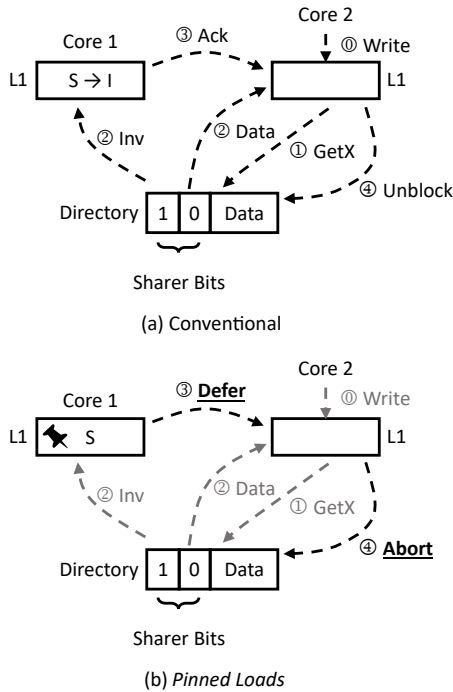 Core 2
Core 1
③ Ack
⓪ Write
L1
S → I
L1
② Inv
② Data
① GetX
④ Unblock
Directory
1
0
Data
Sharer Bits
(a) Conventional
Core 2
Core 1
③ Defer
⓪ Write
L1
S
L1
② Inv
② Data
① GetX
④ Abort
Directory
1
0
Data
Sharer Bits
(b) Pinned Loads